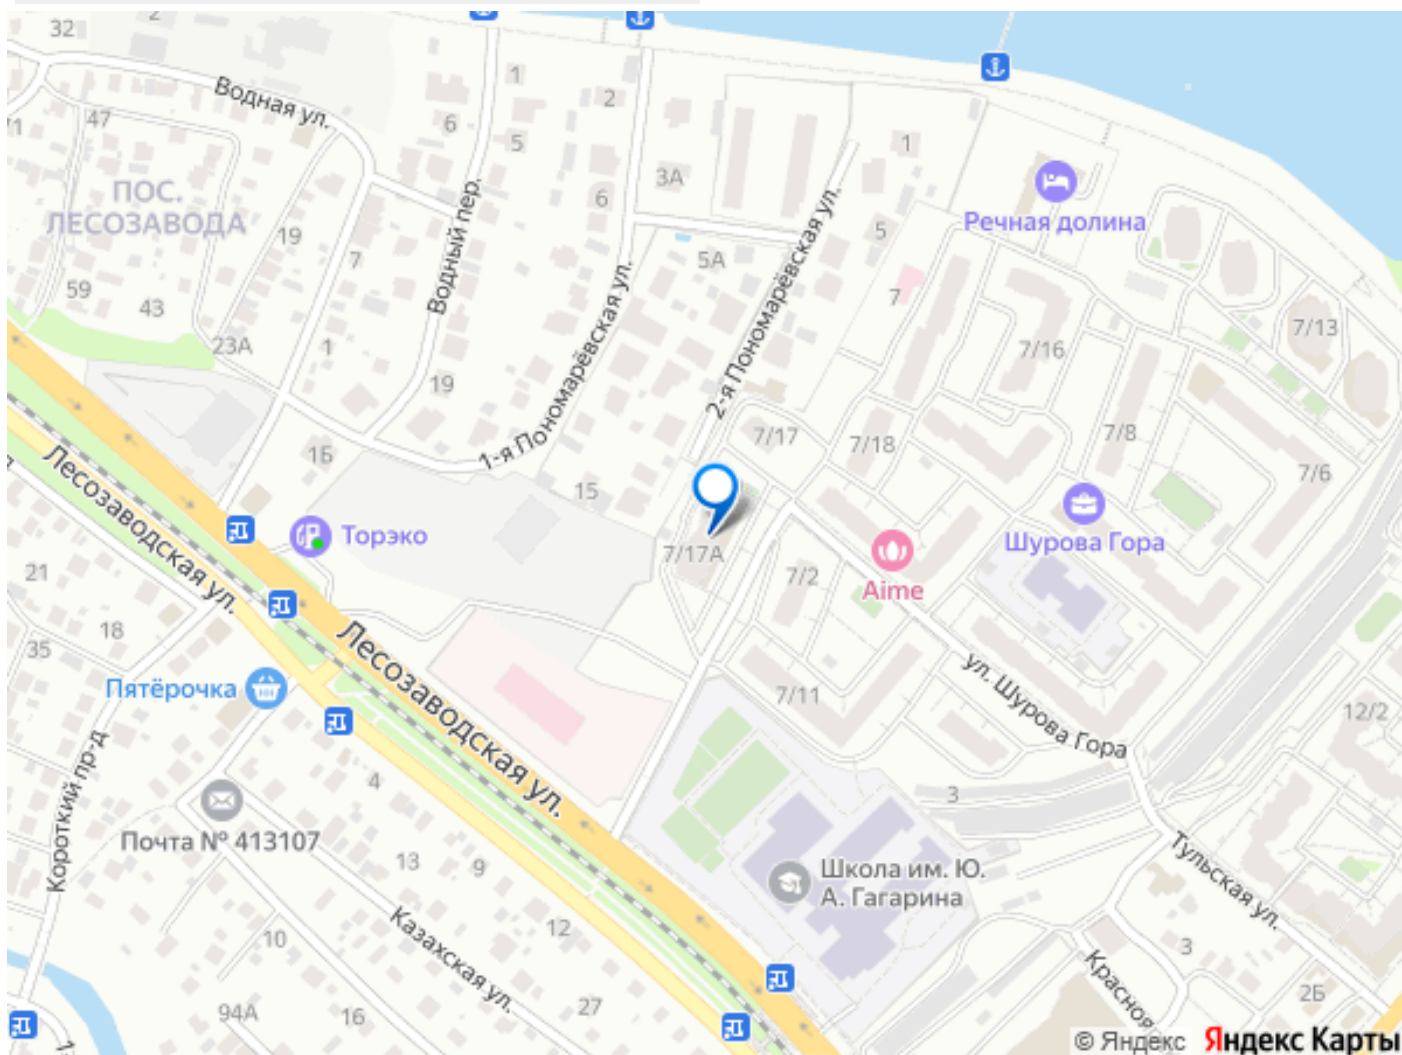 32
2
Водная ул.
1
2
71
47
6
5
1
3А
ПОС.
ЛЕСОЗАВОДА
6
19
Водный пер.
5А
5
2-я Пономарёвская ул.
Речная долина
7
7
59
43
1-я Пономарёвская ул.
7/13
23А
1
7/16
19
7/17
7/18
7/8
7/6
1Б
15
Лесозаводская ул.
Торэко
7/17А
Шурова Гора
Aime
7/2
21
18
35
Лесозаводская ул.
Пятёрочка
7/11
ул. Шурова Гора
12/2
Короткий пр-д
4
3
Почта № 413107
13
9
Школа им. Ю.
А. Гагарина
Тульская ул.
Казахская ул.
12
10
3
Красноя
27
2Б
94А
16
© Яндекс Яндекс Карты